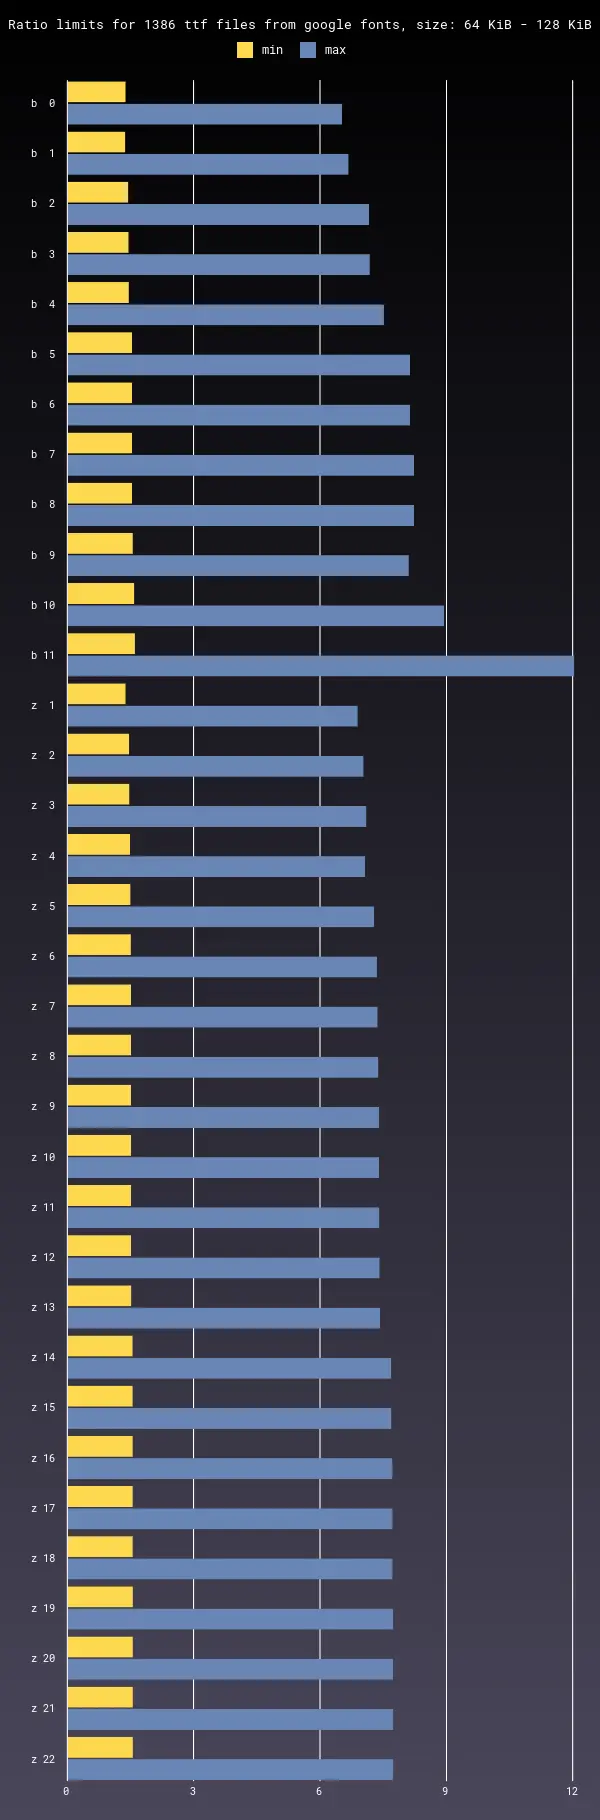 Ratio limits for 1386 ttf files from google fonts, size: 64 KiB - 128 KiB
min max
b 0
b 1
b 2
b 3
b 4
b 5
b 6
b 7
b 8
b 9
b 10
b 11
z 1
z 2
z 3
z 4
z 5
z 6
z 7
z 8
z 9
z 10
z 11
z 12
z 13
z 14
z 15
z 16
z 17
z 18
z 19
z 20
z 21
z 22
0 3 6 9 12